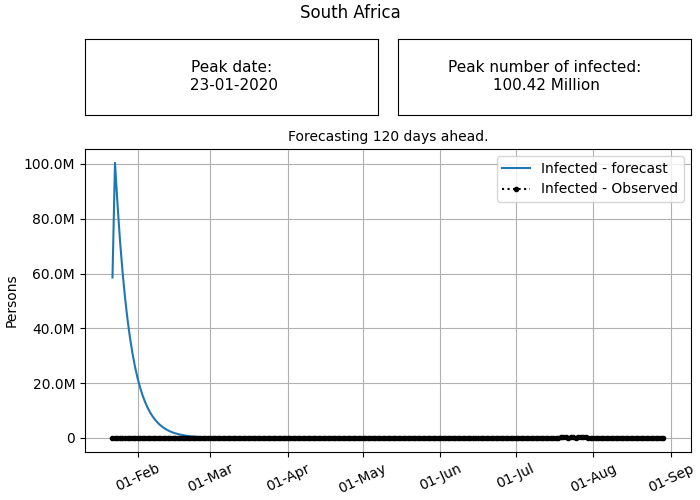 South Africa
Peak date:
23-01-2020
Peak number of infected:
100.42 Million
Forecasting 120 days ahead.
Infected - forecast
Infected - Observed
100.0M
80.0M
60.0M
40.0M
20.0M
0
Persons
01-Feb
01-Mar
01-Apr
01-May
01-Jun
01-Jul
01-Aug
01-Sep